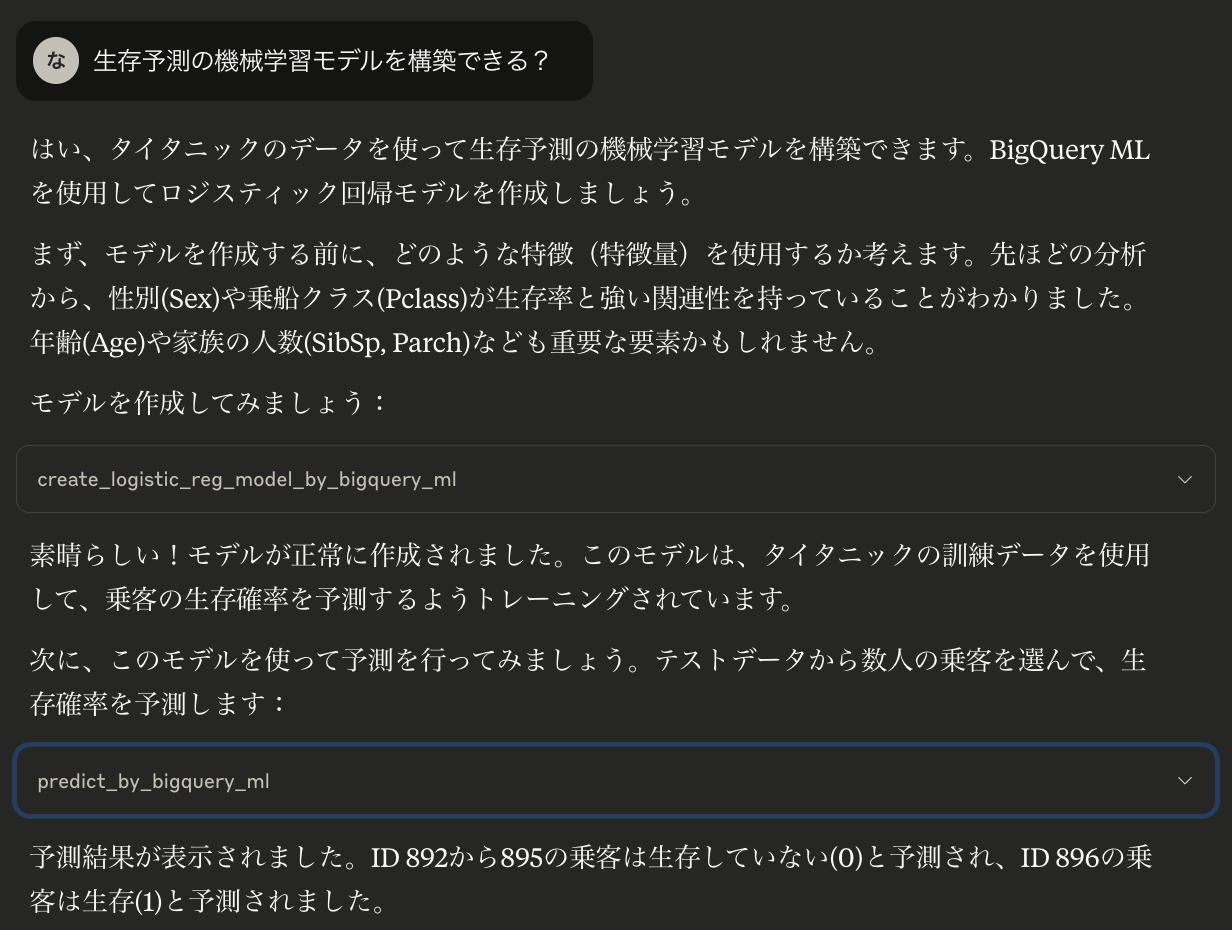 な 生存予測の機械学習モデルを構築できる？
はい、タイタニックのデータを使って生存予測の機械学習モデルを構築できます。BigQuery ML
を使用してロジスティック回帰モデルを作成しましょう。
まず、モデルを作成する前に、どのような特徴（特徴量）を使用するか考えます。先ほどの分析
から、性別(Sex)や乗船クラス(Pclass)が生存率と強い関連性を持っていることがわかりました。
年齢(Age)や家族の人数(SibSp, Parch)なども重要な要素かもしれません。
モデルを作成してみましょう：
create_logistic_reg_model_by_bigquery_ml
素晴らしい！モデルが正常に作成されました。このモデルは、タイタニックの訓練データを使用
して、乗客の生存確率を予測するようトレーニングされています。
次に、このモデルを使って予測を行ってみましょう。テストデータから数人の乗客を選んで、生
存確率を予測します：
predict_by_bigquery_ml
予測結果が表示されました。ID 892から895の乗客は生存していない(0)と予測され、ID 896の乗
客は生存(1)と予測されました。